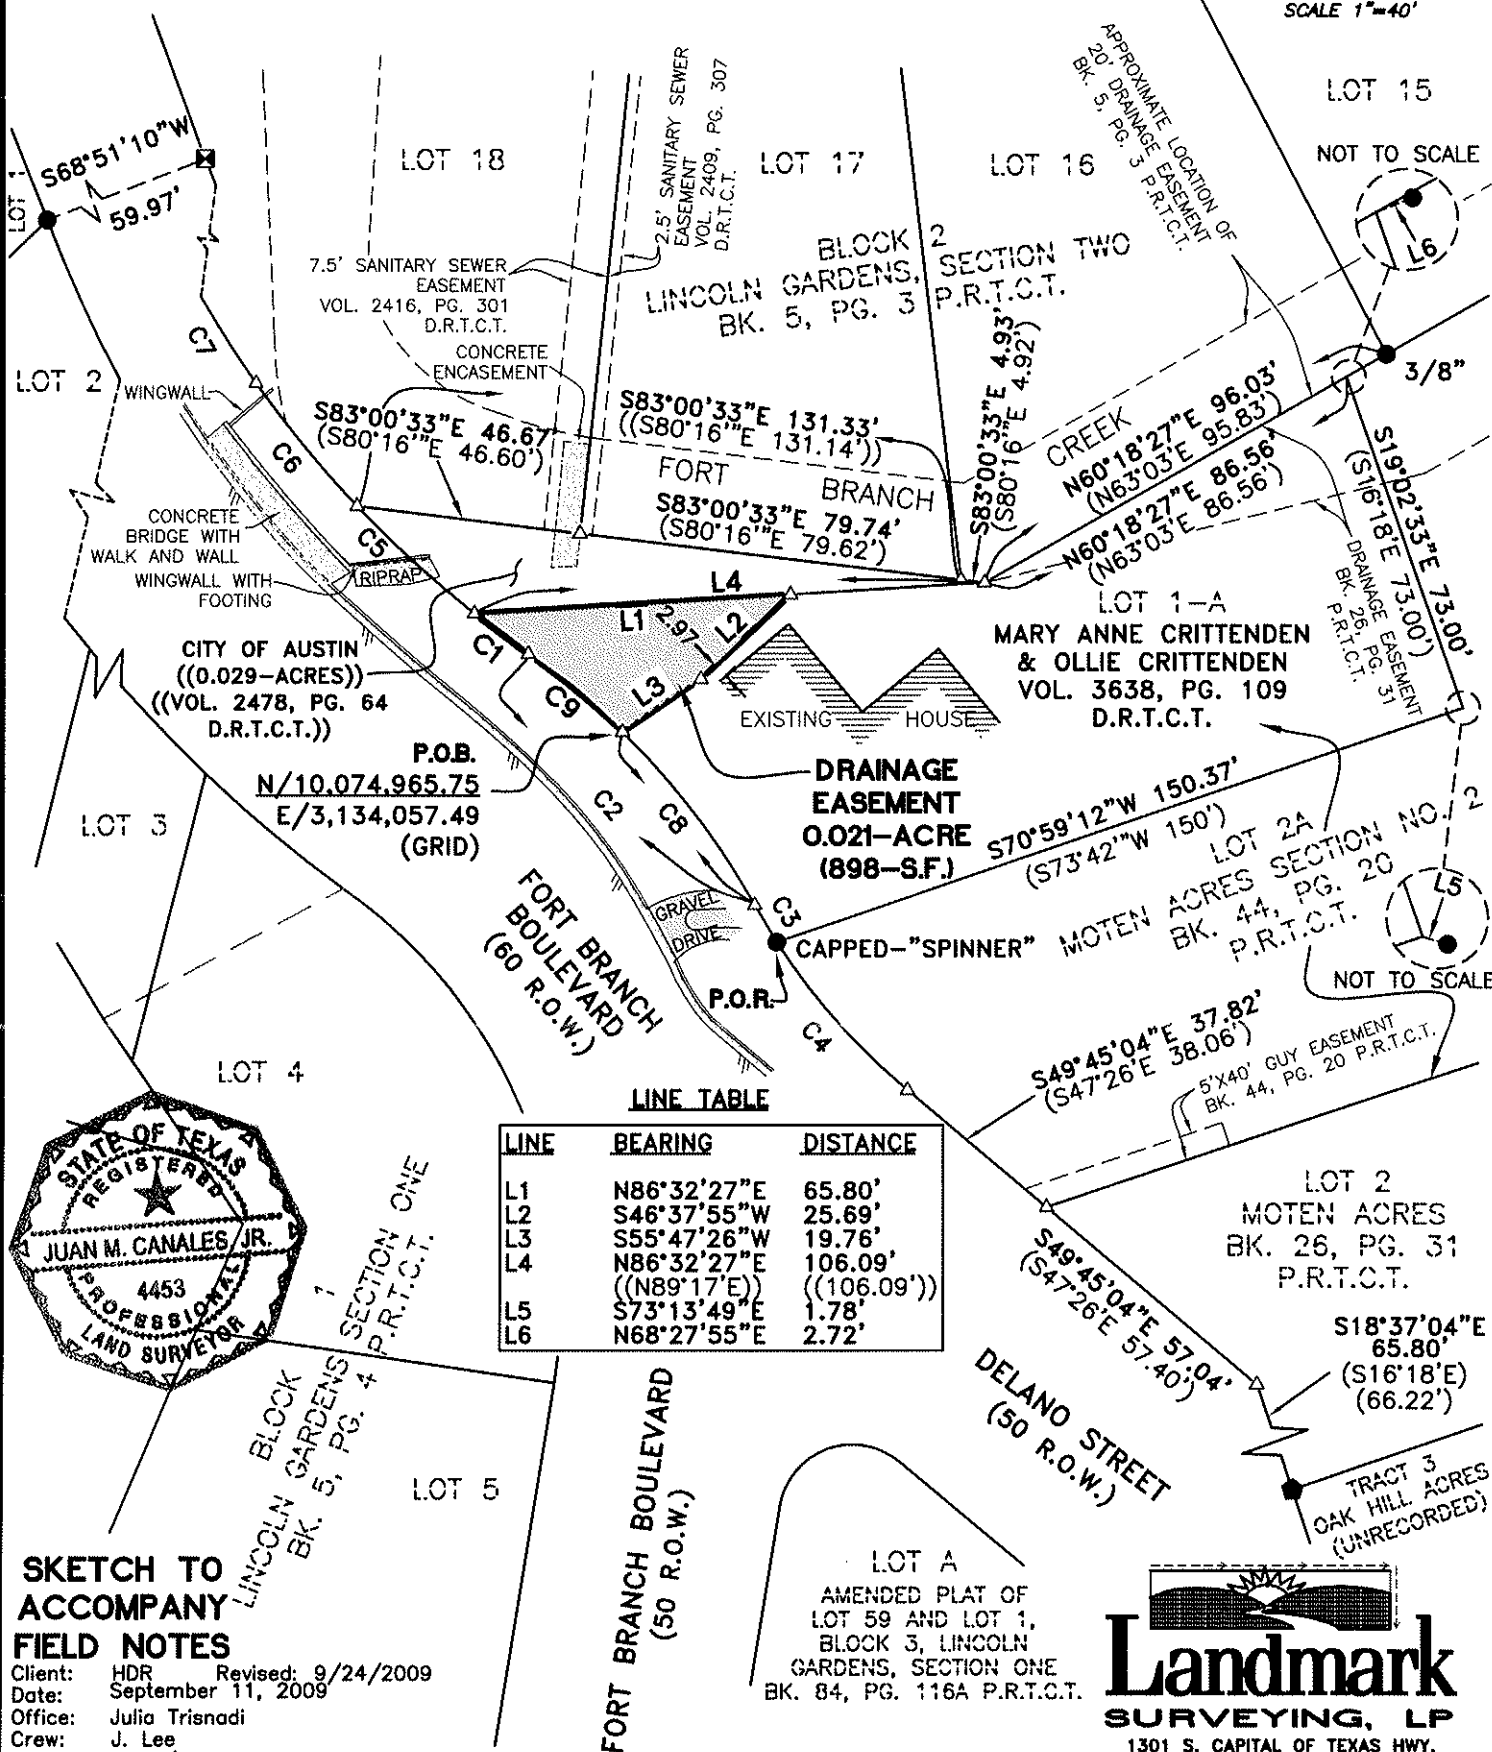 SCALE 1"=40'
LOT 15
NOT TO SCALE
L6
3/8"
APPROXIMATE LOCATION OF
20' DRAINAGE EASEMENT
BK. 5, PG. 3 P.R.T.C.T.
LOT 1
S68°51'10"W
59.97'
LOT 18
2.5' SANITARY SEWER
EASEMENT
VOL. 2409, PG. 307
D.R.T.C.T.
LOT 17
LOT 16
BLOCK 2
LINCOLN GARDENS, SECTION TWO
BK. 5, PG. 3 P.R.T.C.T.
7.5' SANITARY SEWER
EASEMENT
VOL. 2416, PG. 301
D.R.T.C.T.
CONCRETE
ENCASEMENT
C7
LOT 2
WINGWALL
C6
S83°00'33"E 46.67'
(S80°16'"E 46.60')
S83°00'33"E 131.33'
((S80°16'"E 131.14'))
S83°00'33"E 4.93'
(S80°16'"E 4.92')
CREEK
N60°18'27"E 96.03'
(N63°03'E 95.83')
N60°18'27"E 86.56'
(N63°03'E 86.56')
S19°02'33"E 73.00'
(S16°18'E 73.00')
DRAINAGE EASEMENT
BK. 26, PG. 31
P.R.T.C.T.
FORT BRANCH
S83°00'33"E 79.74'
(S80°16'"E 79.62')
CONCRETE
BRIDGE WITH
WALK AND WALL
WINGWALL WITH
FOOTING
C5
RIPRAP
L4
L1
2.97'
L2
L3
C1
C9
CITY OF AUSTIN
((0.029-ACRES))
((VOL. 2478, PG. 64
D.R.T.C.T.))
LOT 1-A
MARY ANNE CRITTENDEN
& OLLIE CRITTENDEN
VOL. 3638, PG. 109
D.R.T.C.T.
EXISTING HOUSE
P.O.B.
N/10,074,965.75
E/3,134,057.49
(GRID)
DRAINAGE
EASEMENT
0.021-ACRE
(898-S.F.)
LOT 3
C2
C8
S70°59'12"W 150.37'
(S73°42'"W 150')
LOT 2A
MOTEN ACRES SECTION NO. 2
BK. 44, PG. 20
P.R.T.C.T.
L5
NOT TO SCALE
GRAVEL
DRIVE
C3
CAPPED-"SPINNER"
P.O.R.
FORT BRANCH
BOULEVARD
(60 R.O.W.)
C4
S49°45'04"E 37.82'
(S47°26'E 38.06')
5'X40' GUY EASEMENT
BK. 44, PG. 20 P.R.T.C.T.
LOT 4
LINE TABLE
LINE BEARING DISTANCE
L1 N86°32'27"E 65.80'
L2 S46°37'55"W 25.69'
L3 S55°47'26"W 19.76'
L4 N86°32'27"E 106.09'
((N89°17'E)) ((106.09'))
L5 S73°13'49"E 1.78'
L6 N68°27'55"E 2.72'
STATE OF TEXAS
REGISTERED
JUAN M. CANALES, JR.
4453
PROFESSIONAL
LAND SURVEYOR
BLOCK 1
LINCOLN GARDENS SECTION ONE
BK. 5, PG. 4 P.R.T.C.T.
LOT 2
MOTEN ACRES
BK. 26, PG. 31
P.R.T.C.T.
S49°45'04"E 57.04'
(S47°26'E 57.40')
S18°37'04"E
65.80'
(S16°18'E)
(66.22')
DELANO STREET
(50 R.O.W.)
TRACT 3
OAK HILL ACRES
(UNRECORDED)
LOT 5
FORT BRANCH BOULEVARD
(50 R.O.W.)
LOT A
AMENDED PLAT OF
LOT 59 AND LOT 1,
BLOCK 3, LINCOLN
GARDENS, SECTION ONE
BK. 84, PG. 116A P.R.T.C.T.
SKETCH TO
ACCOMPANY
FIELD NOTES
Client: HDR Revised: 9/24/2009
Date: September 11, 2009
Office: Julia Trisnadi
Crew: J. Lee
Landmark
SURVEYING, LP
1301 S. CAPITAL OF TEXAS HWY.